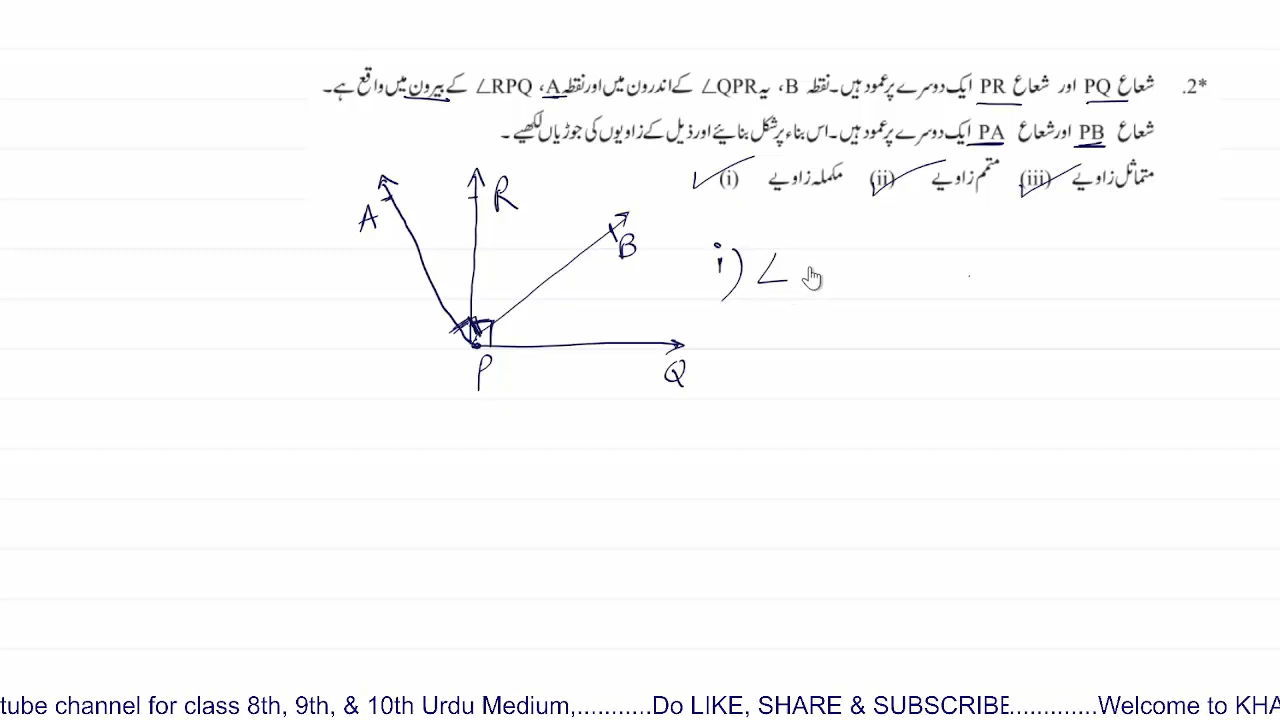 2.* شعاع PQ اور شعاع PR ایک دوسرے پر عمود ہیں۔ نقطہ B، یہ ∠QPR کے اندرون میں اور نقطہ A، ∠RPQ کے بیرون میں واقع ہے۔
شعاع PB اور شعاع PA ایک دوسرے پر عمود ہیں۔ اس بناء پر شکل بنائیے اور ذیل کے زاویوں کی جوڑیاں لکھیے۔
(i) مکملہ زاویے (ii) متمم زاویے (iii) متماثل زاویے
A
R
B
P
Q
i) ∠
tube channel for class 8th, 9th, & 10th Urdu Medium,...........Do LIKE, SHARE & SUBSCRIBE.............Welcome to KHA